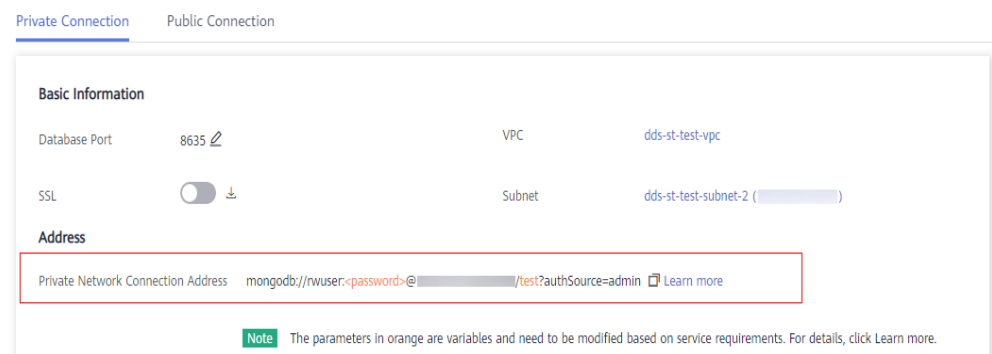 Private Connection Public Connection
Basic Information
Database Port 8635 VPC dds-st-test-vpc
SSL Subnet dds-st-test-subnet-2 ( )
Address
Private Network Connection Address mongodb://rwuser:<password>@ /test?authSource=admin Learn more
Note The parameters in orange are variables and need to be modified based on service requirements. For details, click Learn more.